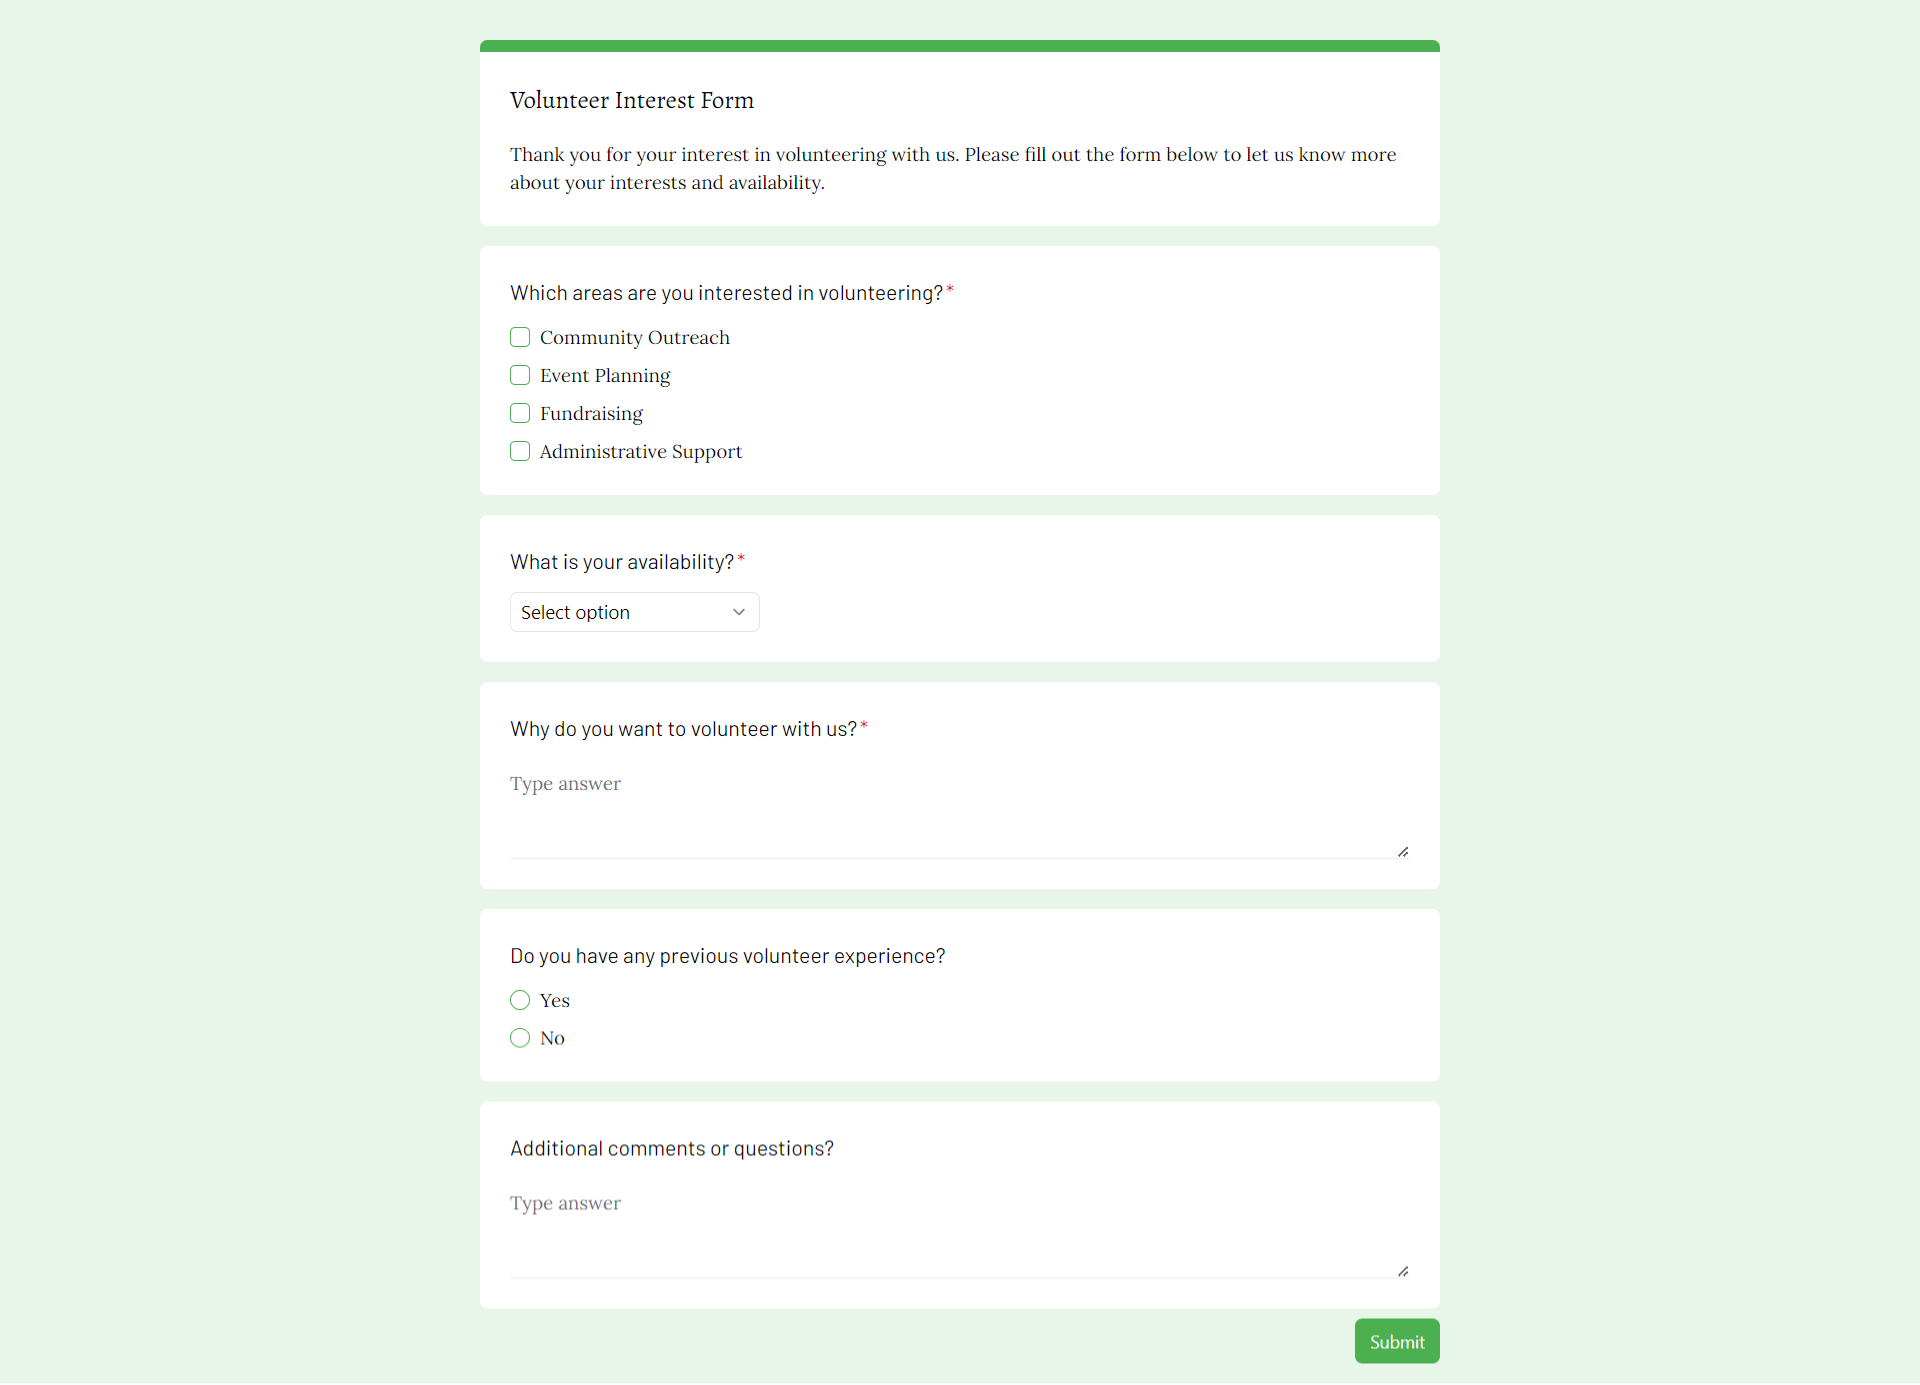 Volunteer Interest Form
Thank you for your interest in volunteering with us. Please fill out the form below to let us know more
about your interests and availability.
Which areas are you interested in volunteering?*
Community Outreach
Event Planning
Fundraising
Administrative Support
What is your availability?*
Select option
Why do you want to volunteer with us?*
Type answer
Do you have any previous volunteer experience?
Yes
No
Additional comments or questions?
Type answer
Submit